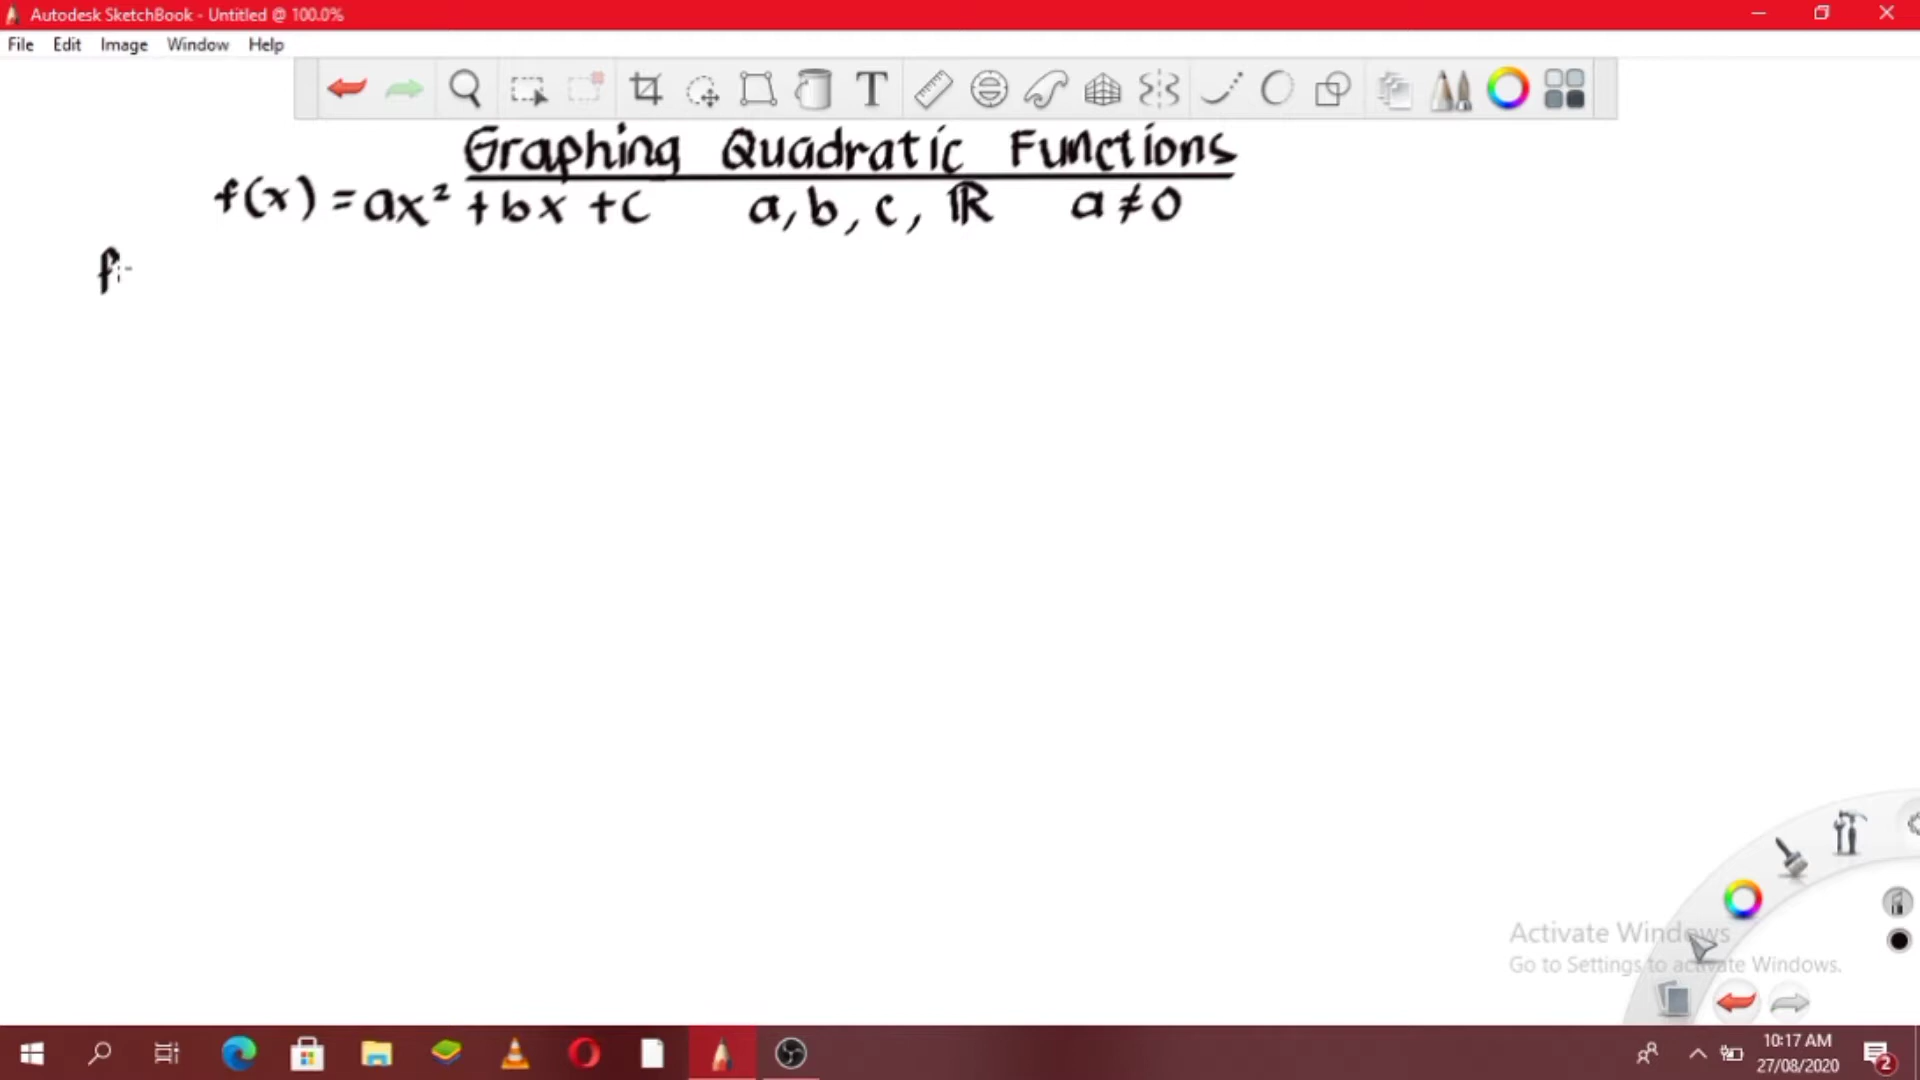 Autodesk SketchBook - Untitled @ 100.0%
File Edit Image Window Help
T
Graphing Quadratic Functions
f(x) = ax² + bx + c a, b, c, ℝ a ≠ 0
f
Activate Windows
Go to Settings to activate Windows.
10:17 AM
27/08/2020
2